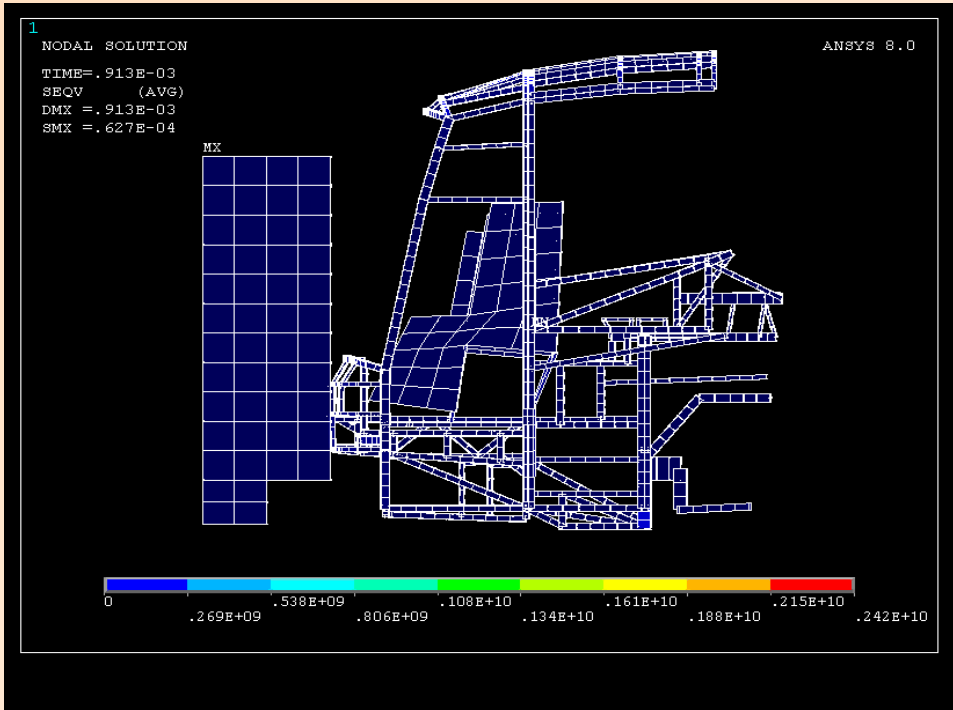 1
NODAL SOLUTION
ANSYS 8.0
TIME=.913E-03
SEQV (AVG)
DMX =.913E-03
SMX =.627E-04
MX
MN
0
.269E+09
.538E+09
.806E+09
.108E+10
.134E+10
.161E+10
.188E+10
.215E+10
.242E+10